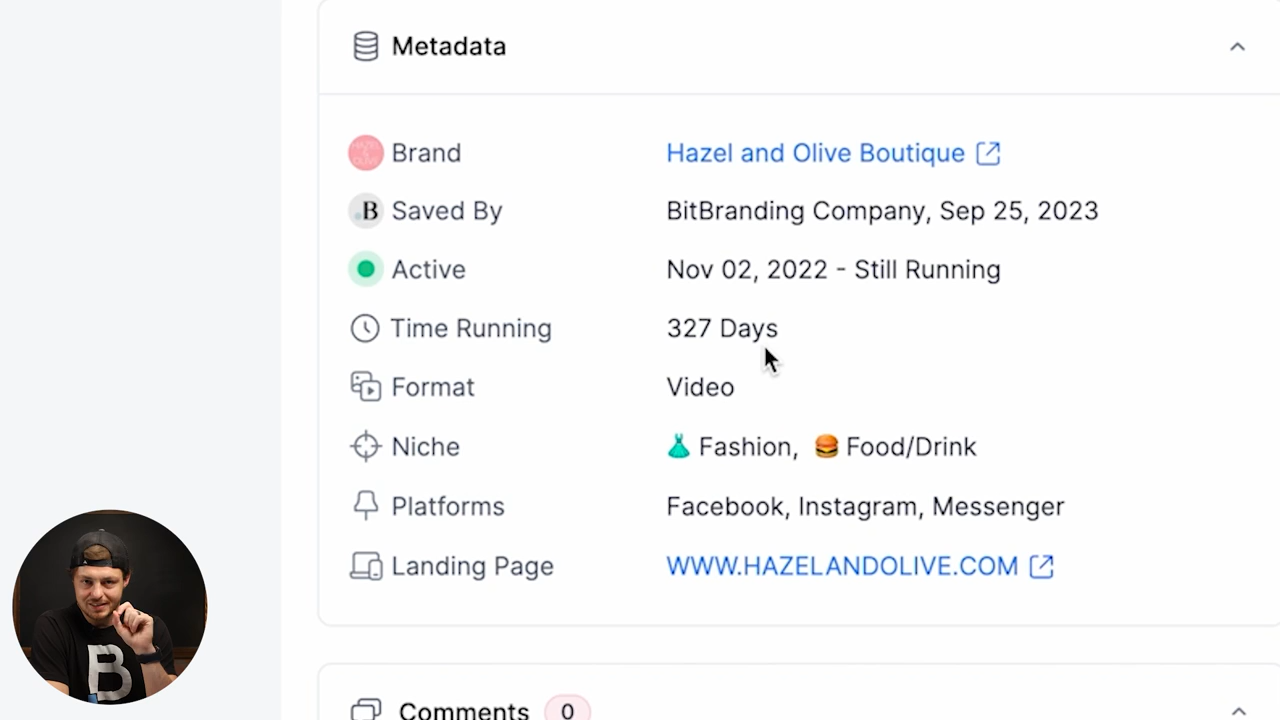 Metadata
Brand Hazel and Olive Boutique
.B Saved By BitBranding Company, Sep 25, 2023
Active Nov 02, 2022 - Still Running
Time Running 327 Days
Format Video
Niche Fashion, Food/Drink
Platforms Facebook, Instagram, Messenger
Landing Page WWW.HAZELANDOLIVE.COM
B
Comments 0